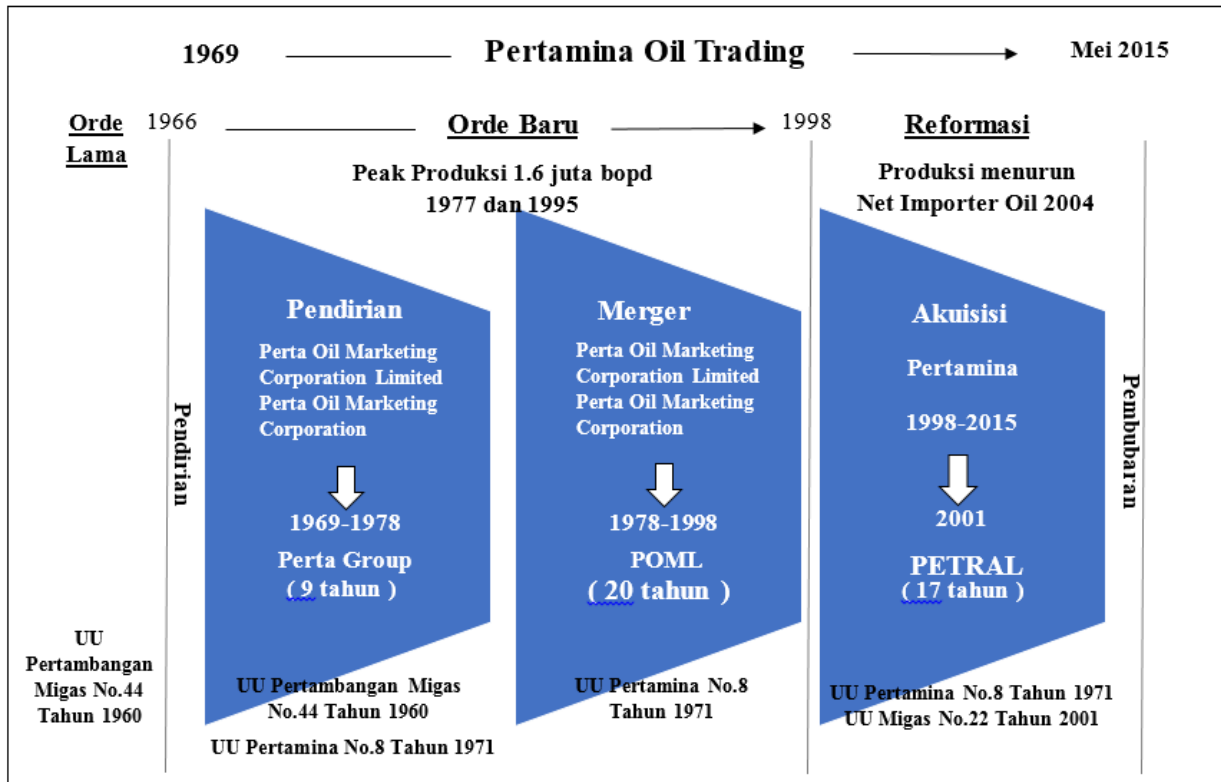 1969 Pertamina Oil Trading Mei 2015
Orde
Lama
1966 Orde Baru 1998 Reformasi
Peak Produksi 1.6 juta bopd
1977 dan 1995
Produksi menurun
Net Importer Oil 2004
Pendirian
Pendirian
Perta Oil Marketing
Corporation Limited
Perta Oil Marketing
Corporation
1969-1978
Perta Group
( 9 tahun )
Merger
Perta Oil Marketing
Corporation Limited
Perta Oil Marketing
Corporation
1978-1998
POML
( 20 tahun )
Akuisisi
Pertamina
1998-2015
2001
PETRAL
( 17 tahun )
Pembubaran
UU
Pertambangan
Migas No.44
Tahun 1960
UU Pertambangan Migas
No.44 Tahun 1960
UU Pertamina No.8 Tahun 1971
UU Pertamina No.8
Tahun 1971
UU Pertamina No.8 Tahun 1971
UU Migas No.22 Tahun 2001